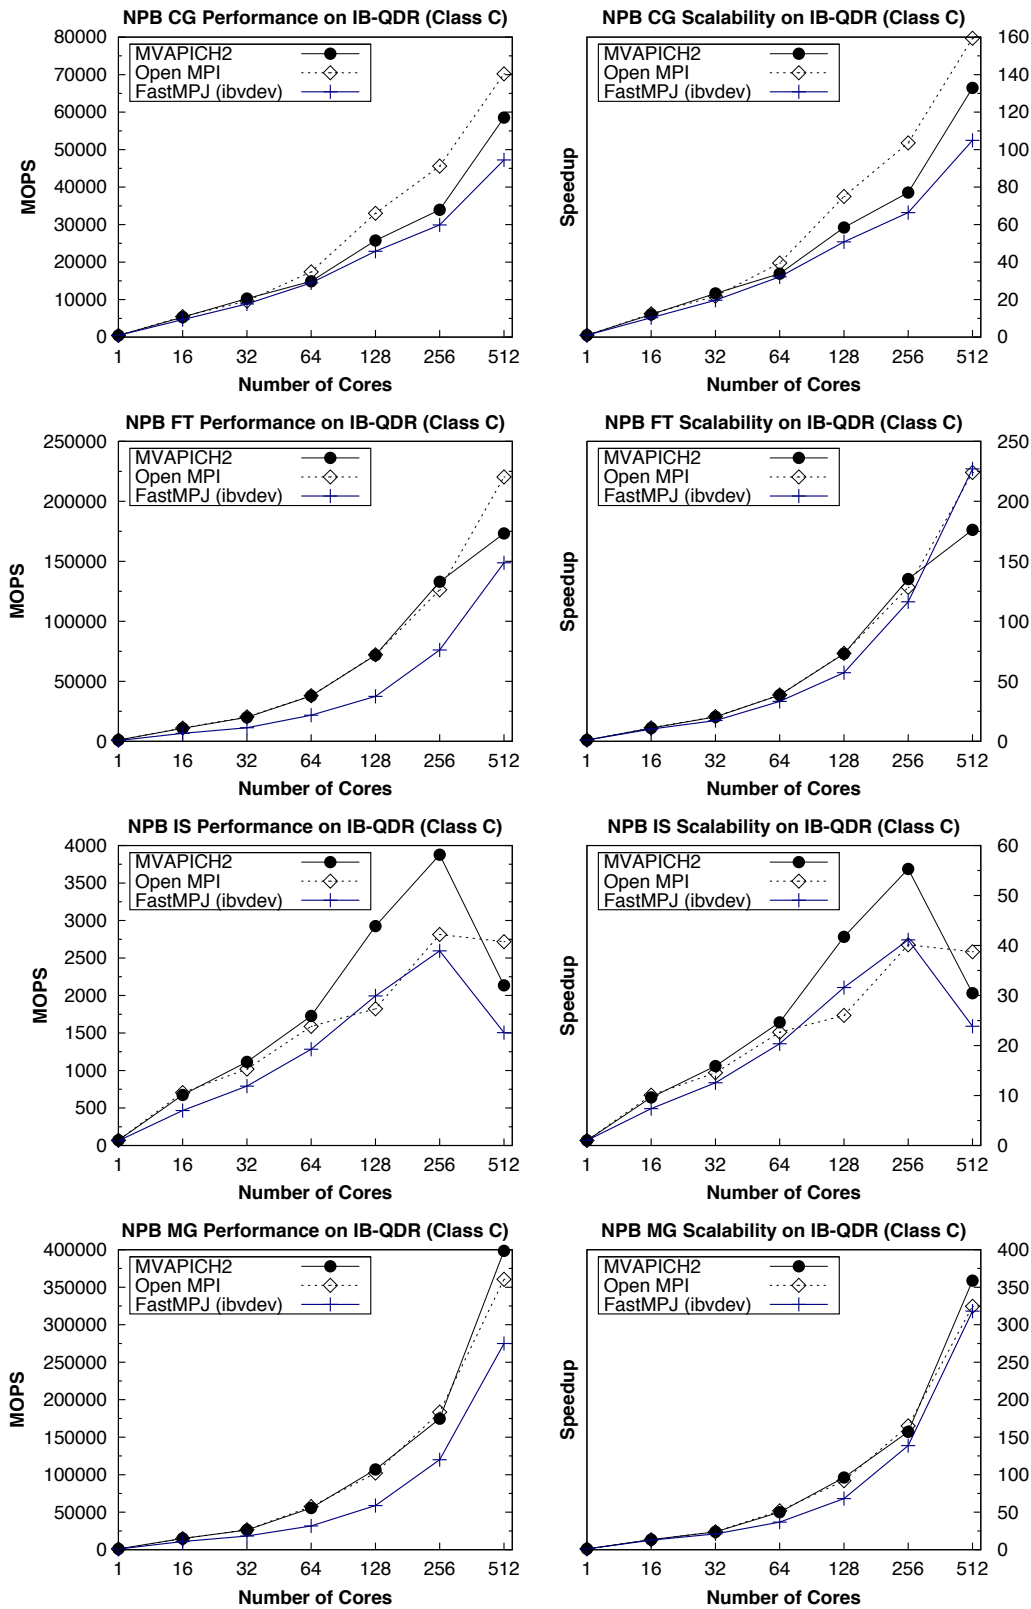 NPB CG Performance on IB-QDR (Class C)
80000
70000
60000
50000
40000
30000
20000
10000
0
MOPS
MVAPICH2
Open MPI
FastMPJ (ibvdev)
1 16 32 64 128 256 512
Number of Cores
NPB CG Scalability on IB-QDR (Class C)
160
140
120
100
80
60
40
20
0
Speedup
MVAPICH2
Open MPI
FastMPJ (ibvdev)
1 16 32 64 128 256 512
Number of Cores
NPB FT Performance on IB-QDR (Class C)
250000
200000
150000
100000
50000
0
MOPS
MVAPICH2
Open MPI
FastMPJ (ibvdev)
1 16 32 64 128 256 512
Number of Cores
NPB FT Scalability on IB-QDR (Class C)
250
200
150
100
50
0
Speedup
MVAPICH2
Open MPI
FastMPJ (ibvdev)
1 16 32 64 128 256 512
Number of Cores
NPB IS Performance on IB-QDR (Class C)
4000
3500
3000
2500
2000
1500
1000
500
0
MOPS
MVAPICH2
Open MPI
FastMPJ (ibvdev)
1 16 32 64 128 256 512
Number of Cores
NPB IS Scalability on IB-QDR (Class C)
60
50
40
30
20
10
0
Speedup
MVAPICH2
Open MPI
FastMPJ (ibvdev)
1 16 32 64 128 256 512
Number of Cores
NPB MG Performance on IB-QDR (Class C)
400000
350000
300000
250000
200000
150000
100000
50000
0
MOPS
MVAPICH2
Open MPI
FastMPJ (ibvdev)
1 16 32 64 128 256 512
Number of Cores
NPB MG Scalability on IB-QDR (Class C)
400
350
300
250
200
150
100
50
0
Speedup
MVAPICH2
Open MPI
FastMPJ (ibvdev)
1 16 32 64 128 256 512
Number of Cores